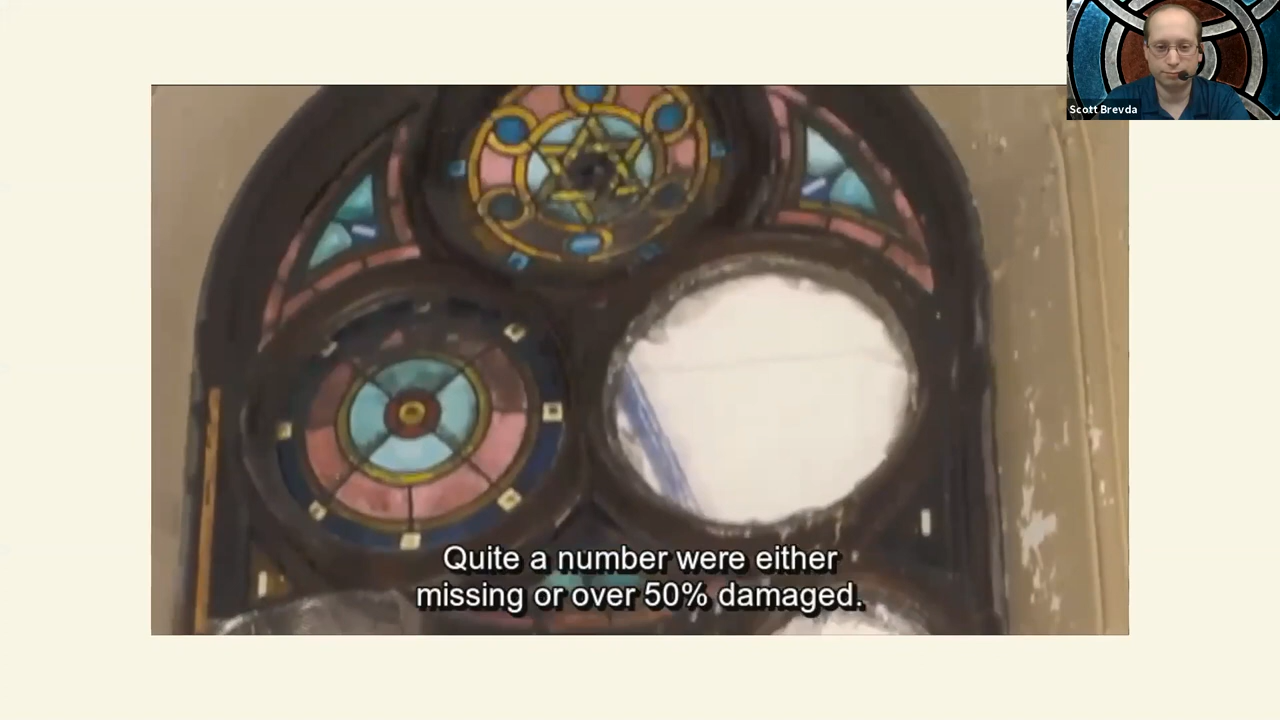 Scott Brevda
Quite a number were either
missing or over 50% damaged.